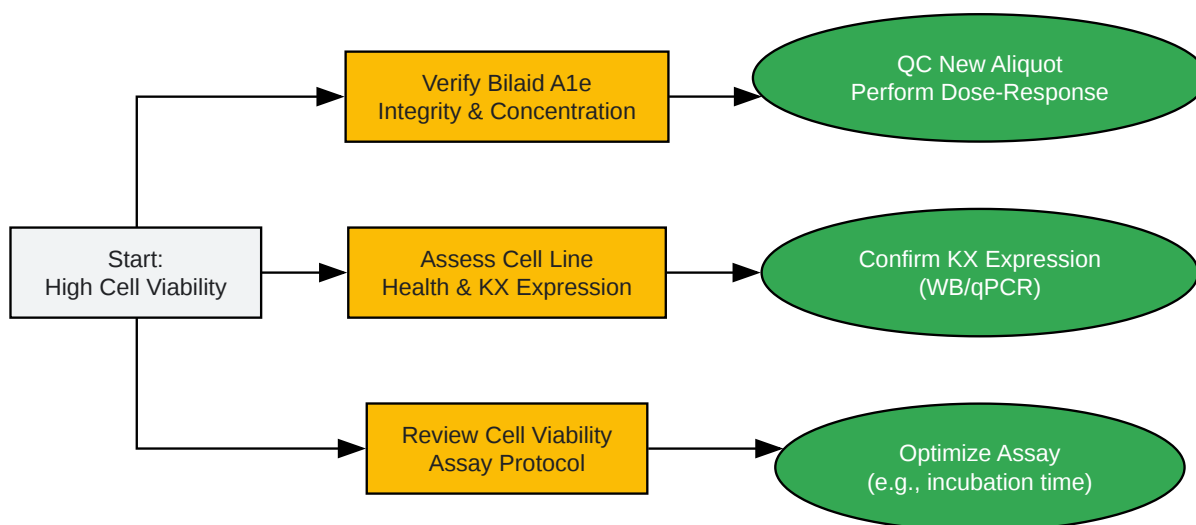 Verify Bilaid A1e
Integrity & Concentration
QC New Aliquot
Perform Dose-Response
Start:
High Cell Viability
Assess Cell Line
Health & KX Expression
Confirm KX Expression
(WB/qPCR)
Review Cell Viability
Assay Protocol
Optimize Assay
(e.g., incubation time)